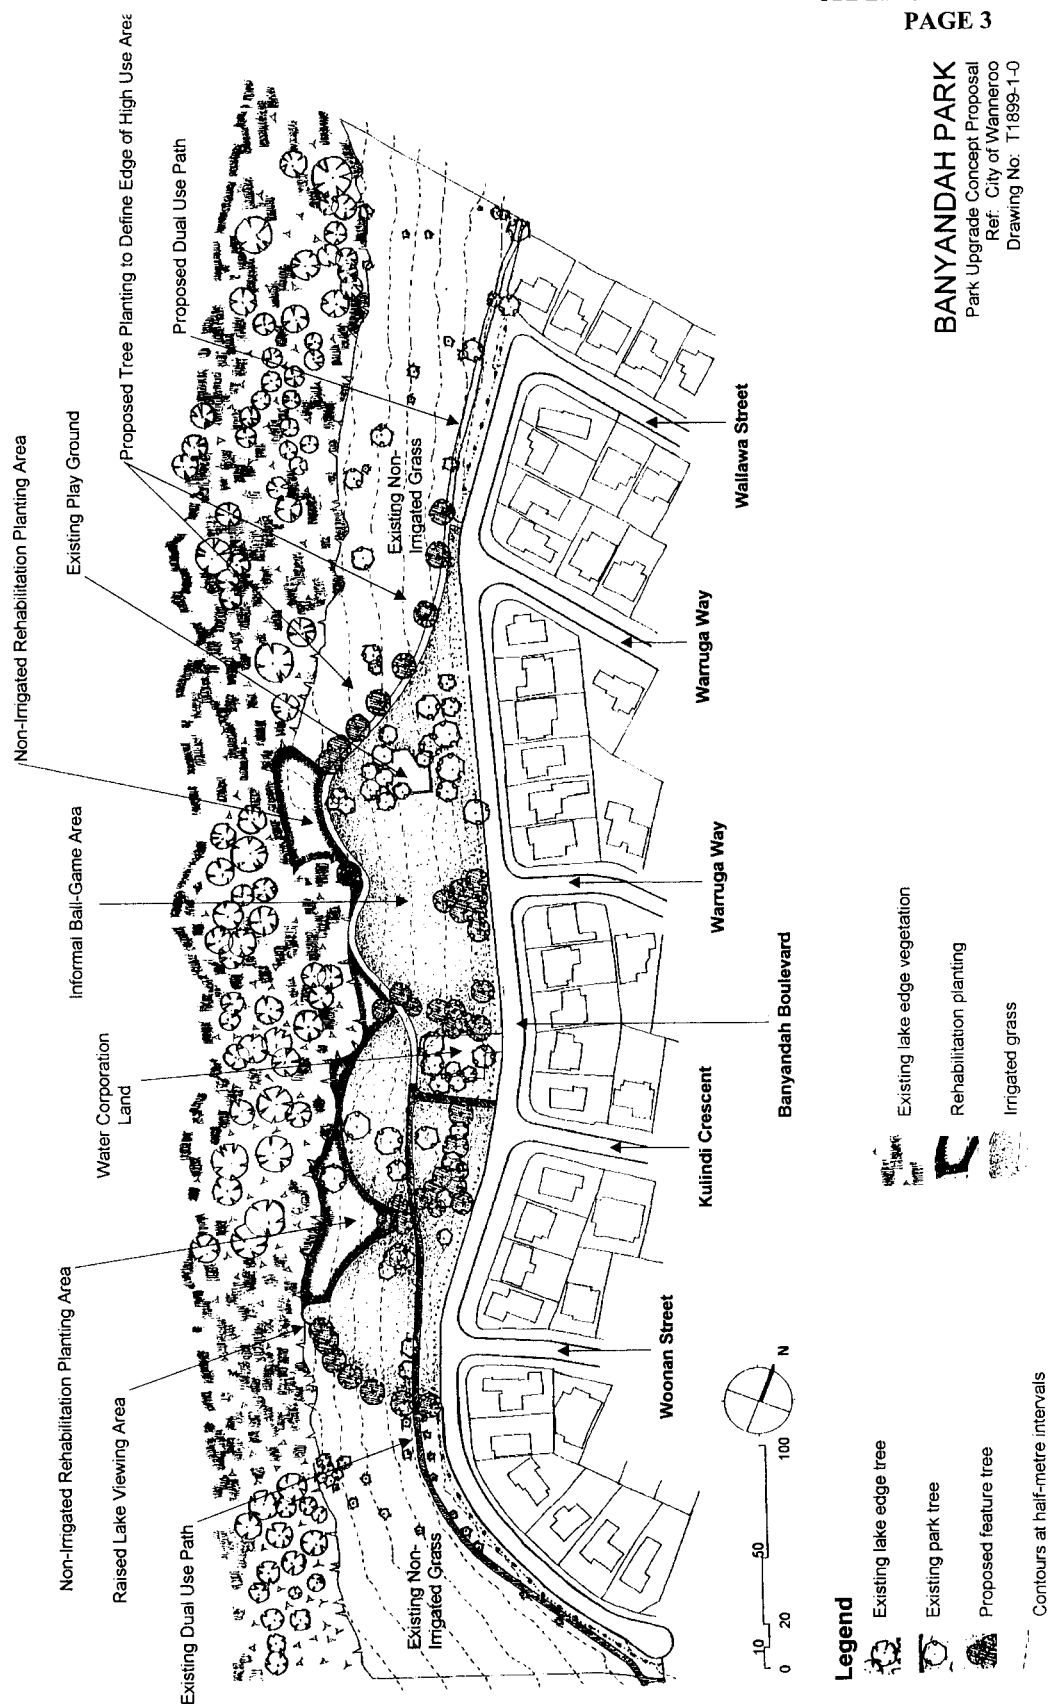 PAGE 3
BANYANDAH PARK
Park Upgrade Concept Proposal
Ref: City of Wanneroo
Drawing No: T1899-1-0
Existing Dual Use Path
Non-Irrigated Rehabilitation Planting Area
Raised Lake Viewing Area
Water Corporation
Land
Informal Ball-Game Area
Non-Irrigated Rehabilitation Planting Area
Existing Play Ground
Proposed Tree Planting to Define Edge of High Use Area
Proposed Dual Use Path
Existing Non-
Irrigated Grass
Existing Non-
Irrigated Grass
Woonan Street
Kulindi Crescent
Banyandah Boulevard
Warruga Way
Warruga Way
Wallawa Street
N
0 10 20 50 100
Legend
Existing lake edge tree
Existing park tree
Proposed feature tree
Contours at half-metre intervals
Existing lake edge vegetation
Rehabilitation planting
Irrigated grass